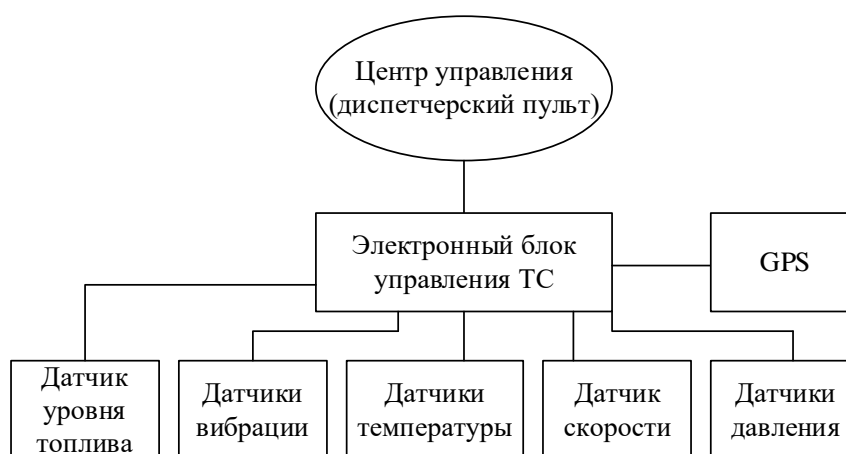 Центр управления
(диспетчерский пульт)
Электронный блок
управления ТС
GPS
Датчик
уровня
топлива
Датчики
вибрации
Датчики
температуры
Датчик
скорости
Датчики
давления